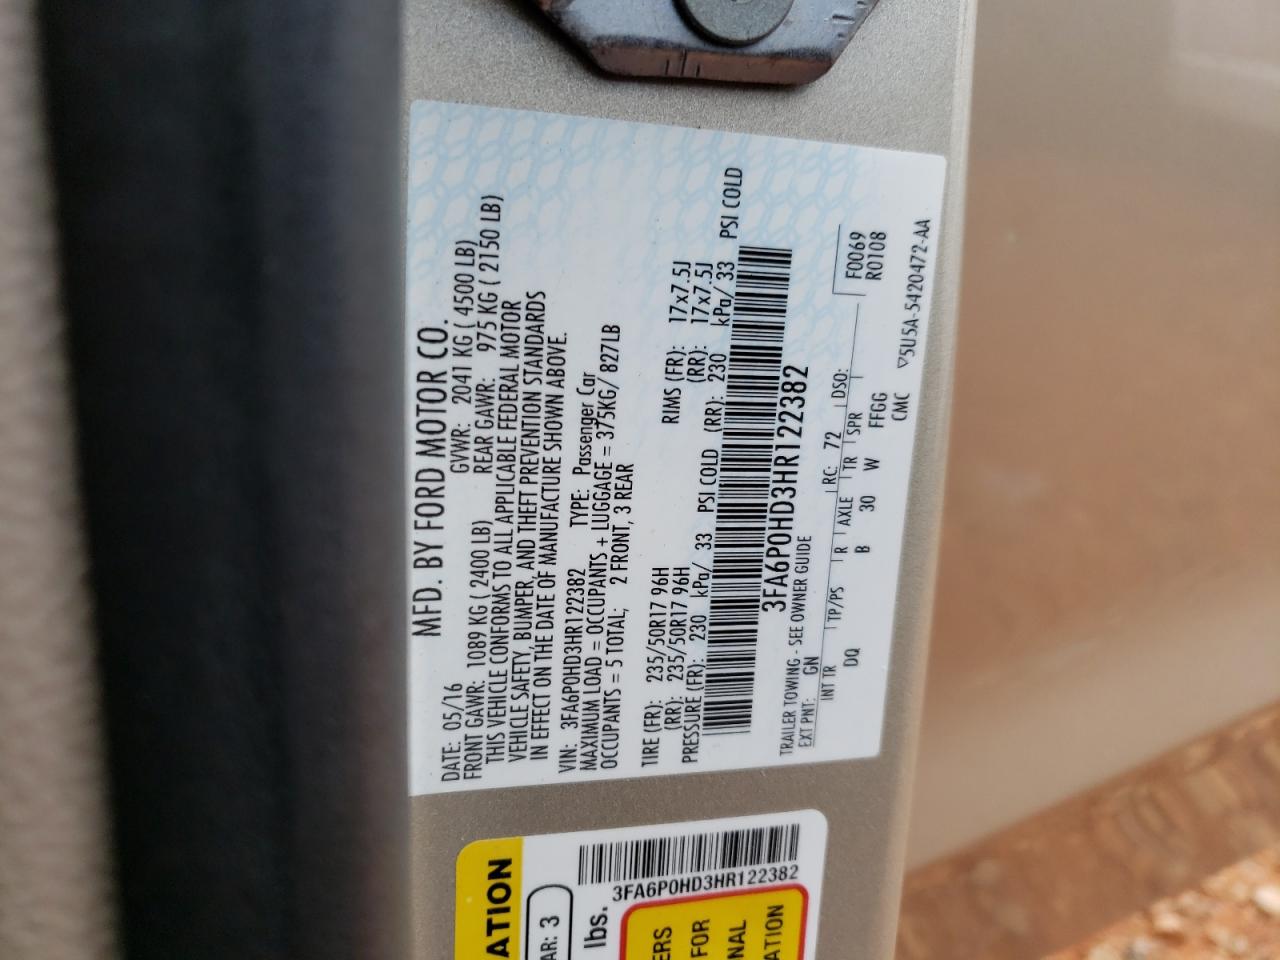 MFD. BY FORD MOTOR CO.
DATE: 05/16 GVWR: 2041 KG ( 4500 LB)
FRONT GAWR: 1089 KG ( 2400 LB) REAR GAWR: 975 KG ( 2150 LB)
THIS VEHICLE CONFORMS TO ALL APPLICABLE FEDERAL MOTOR
VEHICLE SAFETY, BUMPER, AND THEFT PREVENTION STANDARDS
IN EFFECT ON THE DATE OF MANUFACTURE SHOWN ABOVE.
VIN: 3FA6P0HD3HR122382 TYPE: Passenger Car
MAXIMUM LOAD = OCCUPANTS + LUGGAGE = 375KG/ 827LB
OCCUPANTS = 5 TOTAL; 2 FRONT, 3 REAR
TIRE (FR): 235/50R17 96H RIMS (FR): 17x7.5J
(RR): 235/50R17 96H (RR): 17x7.5J
PRESSURE (FR): 230 kPa/ 33 PSI COLD (RR): 230 kPa/ 33 PSI COLD
3FA6P0HD3HR122382
TRAILER TOWING - SEE OWNER GUIDE
EXT PNT: GN RC: 72 DSO: F0069
INT TR TP/PS R AXLE TR SPR R0108
DQ B 30 W FFGG
CMC ▽5U5A-5420472-AA
ATION
AR: 3
lbs.
3FA6P0HD3HR122382
ERS
FOR
NAL
ATION